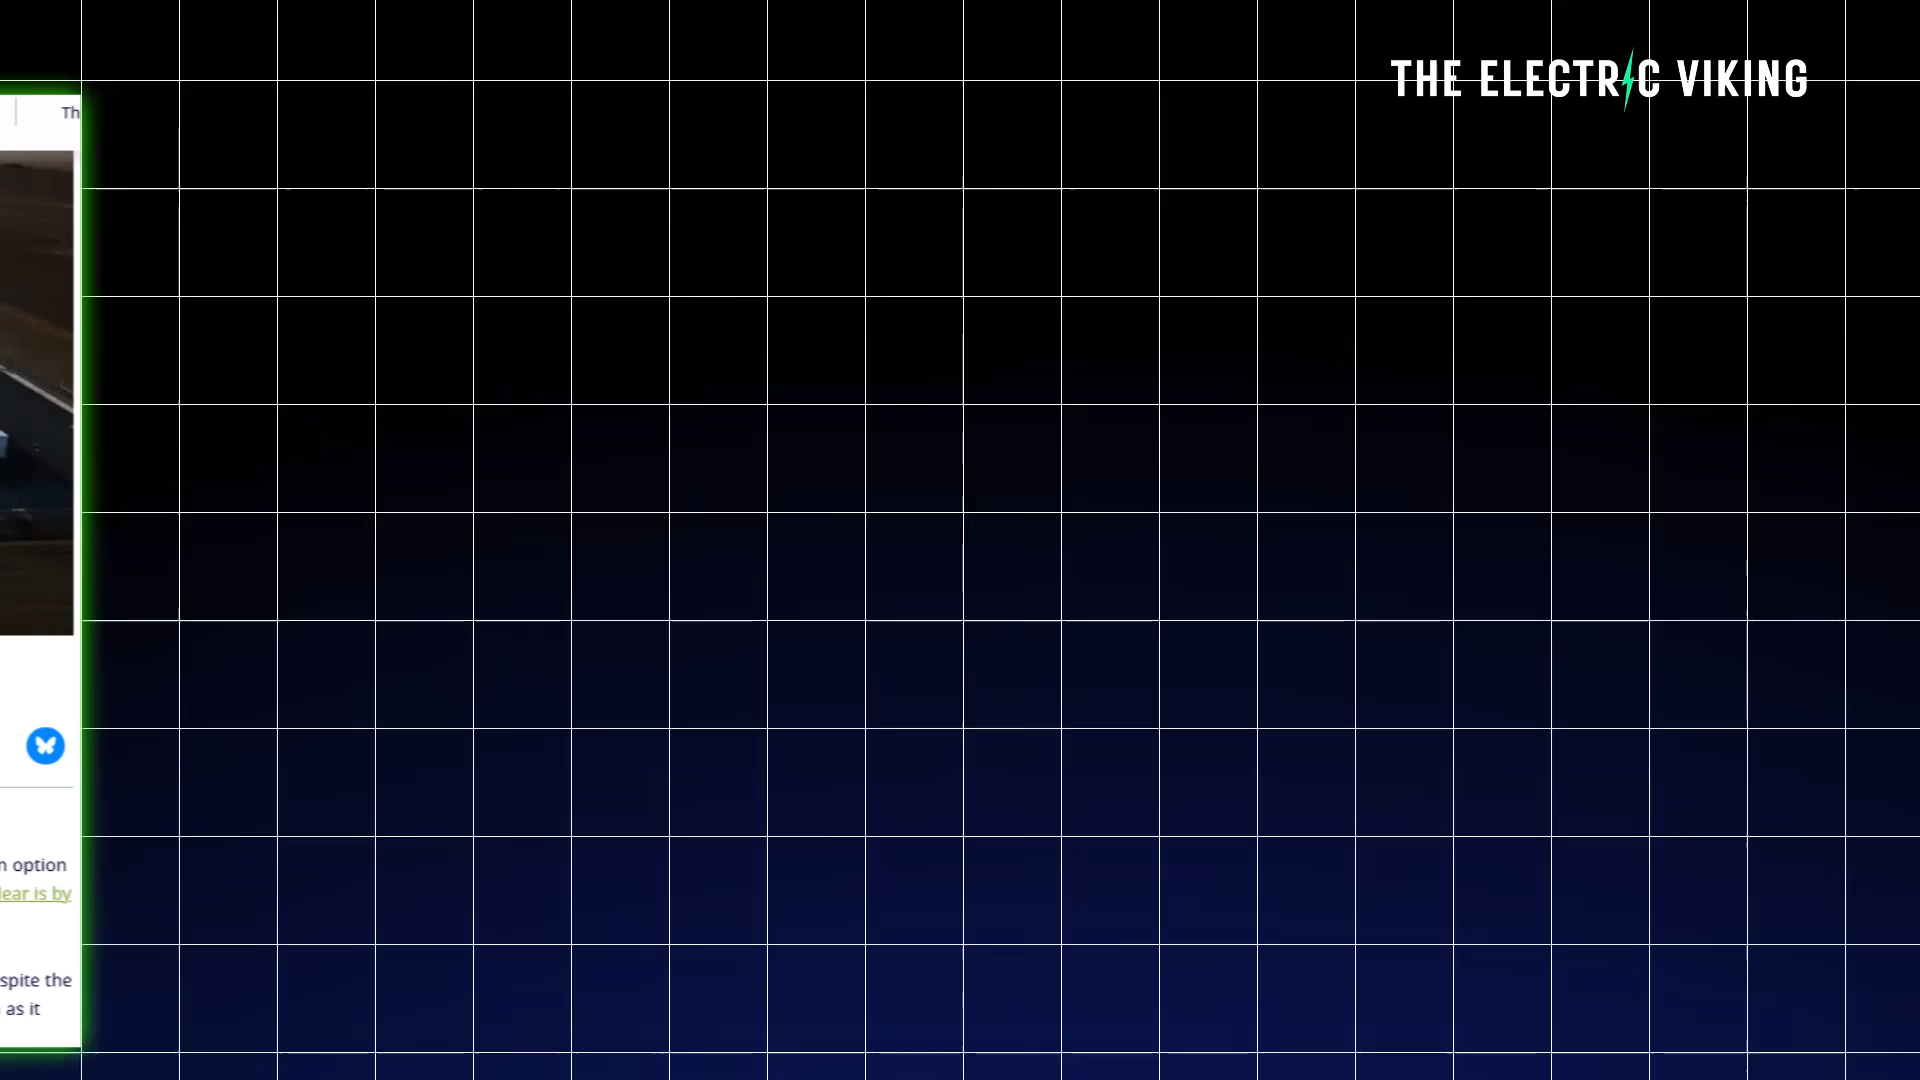 THE ELECTRIC VIKING
Th
n option
lear is by
spite the
as it